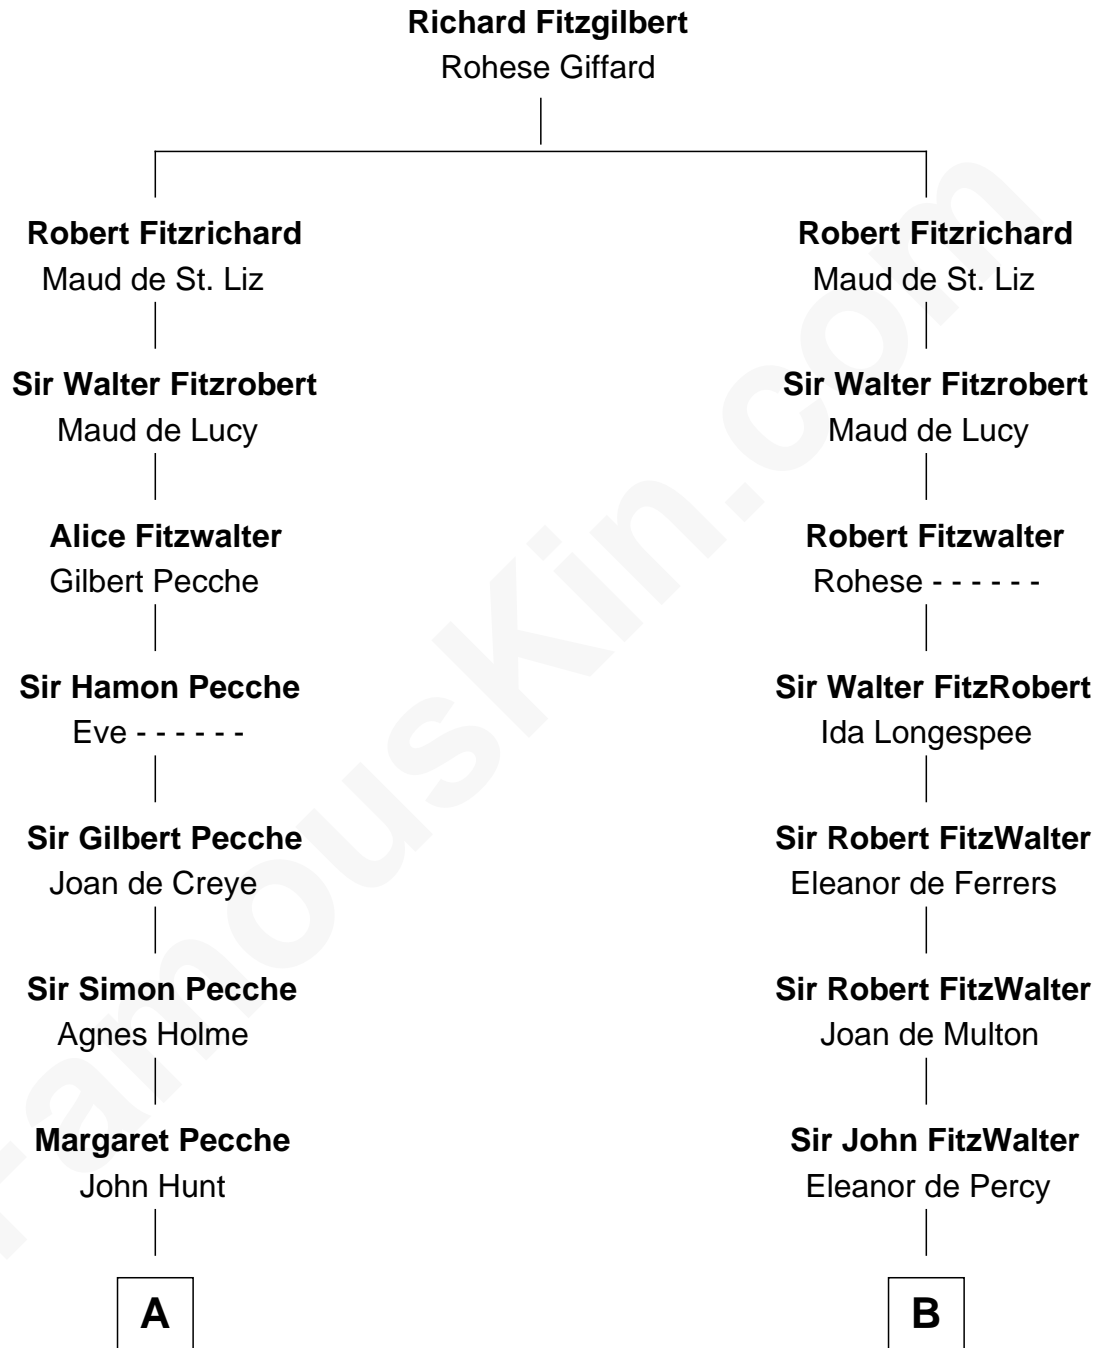 Richard Fitzgilbert
Rohese Giffard
Robert Fitzrichard
Maud de St. Liz
Robert Fitzrichard
Maud de St. Liz
Sir Walter Fitzrobert
Maud de Lucy
Sir Walter Fitzrobert
Maud de Lucy
Alice Fitzwalter
Gilbert Pecche
Robert Fitzwalter
Rohese - - - - - -
Sir Hamon Pecche
Eve - - - - - -
Sir Walter FitzRobert
Ida Longespee
Sir Gilbert Pecche
Joan de Creye
Sir Robert FitzWalter
Eleanor de Ferrers
Sir Simon Pecche
Agnes Holme
Sir Robert FitzWalter
Joan de Multon
Margaret Pecche
John Hunt
Sir John FitzWalter
Eleanor de Percy
A
B
FamousKin.com